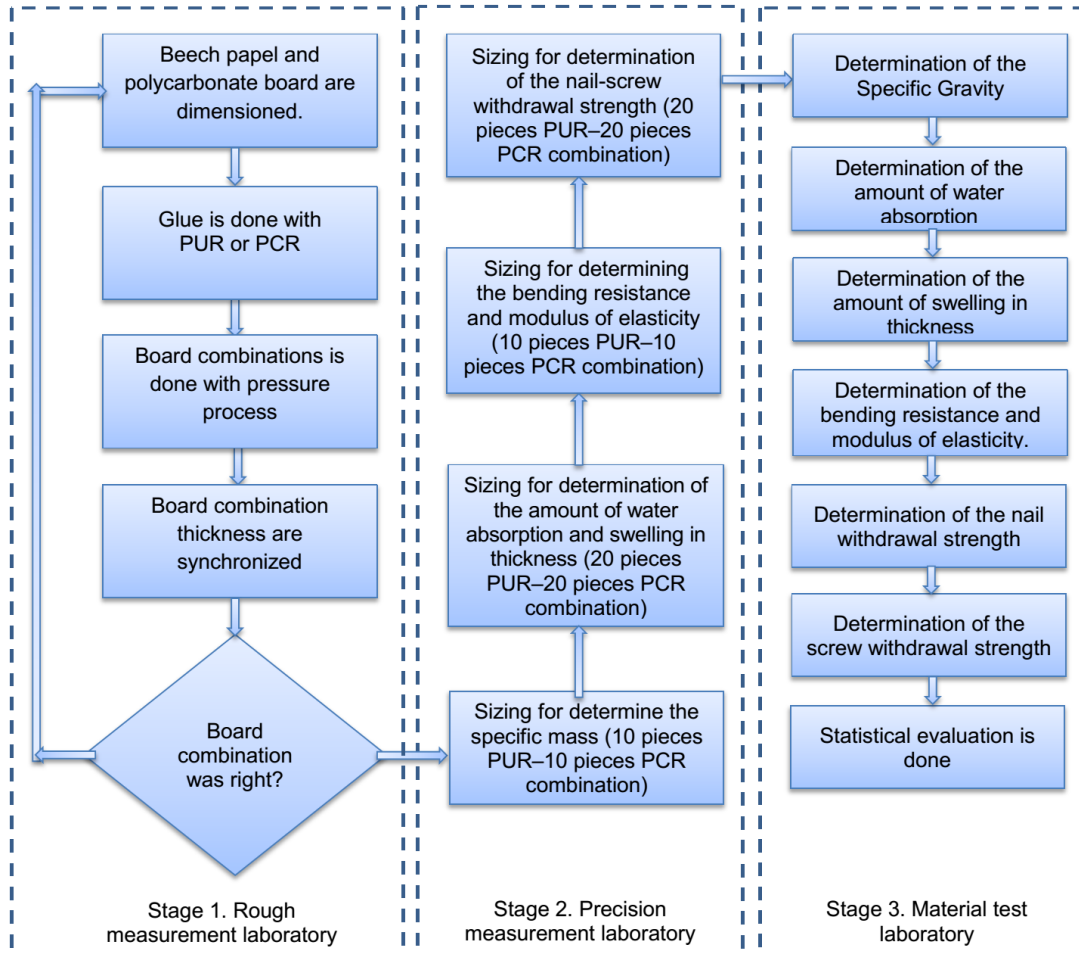 Beech papel and
polycarbonate board are
dimensioned.
Glue is done with
PUR or PCR
Board combinations is
done with pressure
process
Board combination
thickness are
synchronized
Board
combination
was right?
Stage 1. Rough
measurement laboratory
Sizing for determination
of the nail-screw
withdrawal strength (20
pieces PUR–20 pieces
PCR combination)
Sizing for determining
the bending resistance
and modulus of elasticity
(10 pieces PUR–10
pieces PCR combination)
Sizing for determination of
the amount of water
absorption and swelling in
thickness (20 pieces
PUR–20 pieces PCR
combination)
Sizing for determine the
specific mass (10 pieces
PUR–10 pieces PCR
combination)
Stage 2. Precision
measurement laboratory
Determination of the
Specific Gravity
Determination of the
amount of water
absorption
Determination of the
amount of swelling in
thickness
Determination of the
bending resistance and
modulus of elasticity.
Determination of the nail
withdrawal strength
Determination of the
screw withdrawal strength
Statistical evaluation is
done
Stage 3. Material test
laboratory